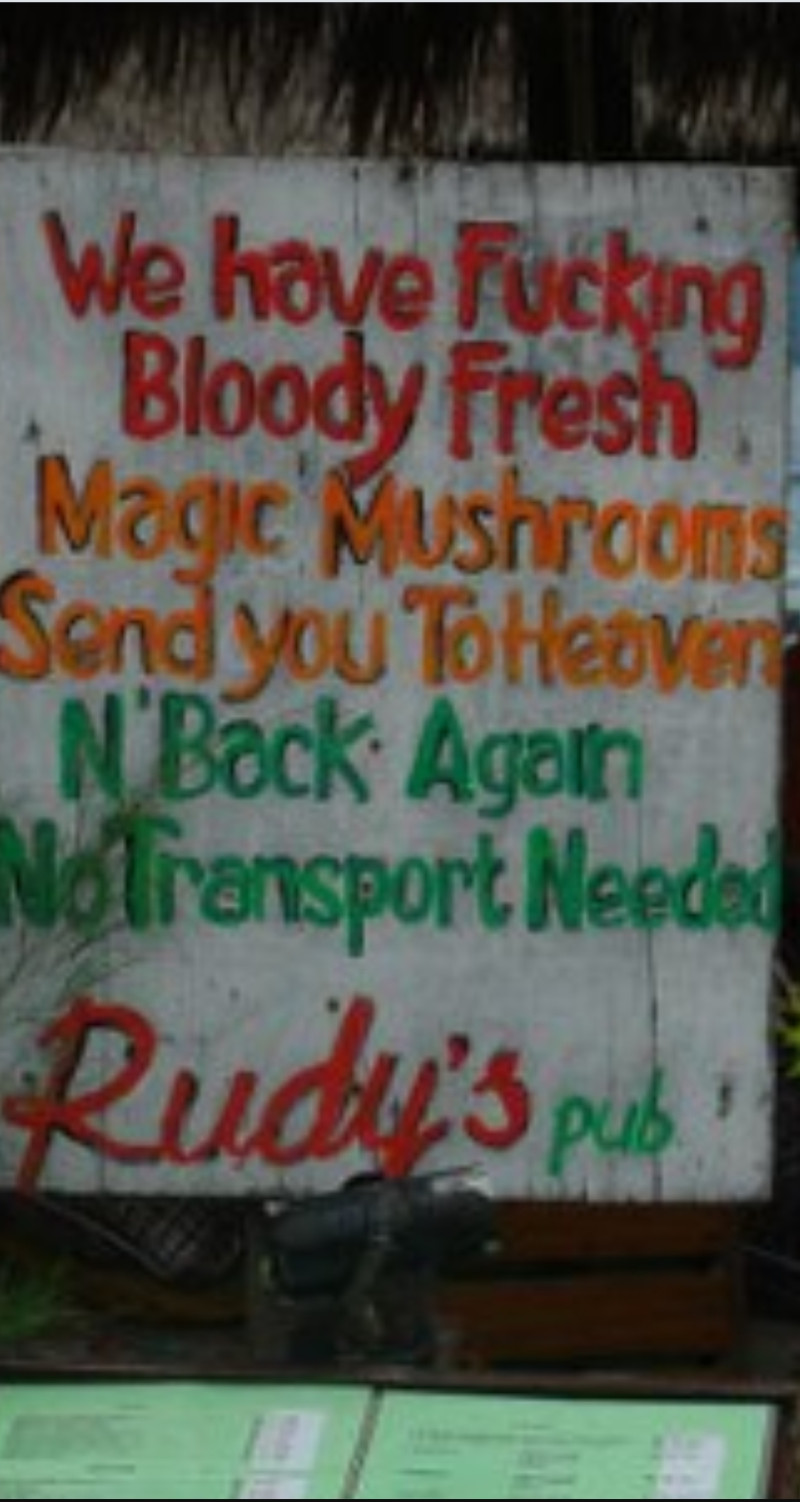 We have Fucking
Bloody Fresh
Magic Mushrooms
Send you To Heaven
N'Back Again
No Transport Needed
Rudy's pub